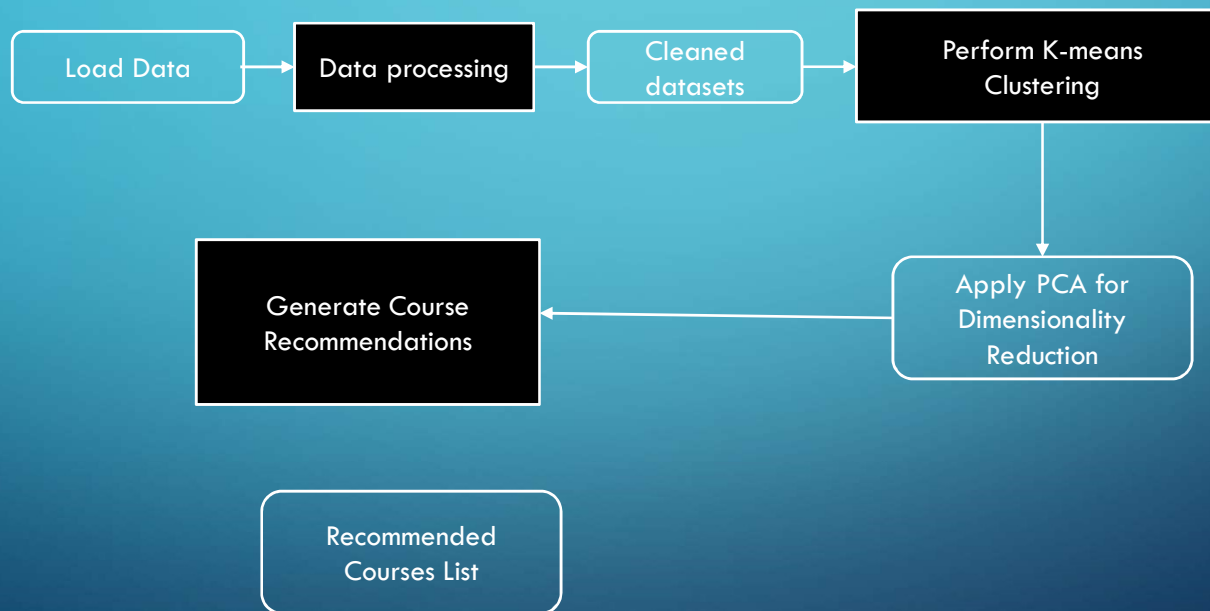 Load Data
Data processing
Cleaned
datasets
Perform K-means
Clustering
Apply PCA for
Dimensionality
Reduction
Generate Course
Recommendations
Recommended
Courses List